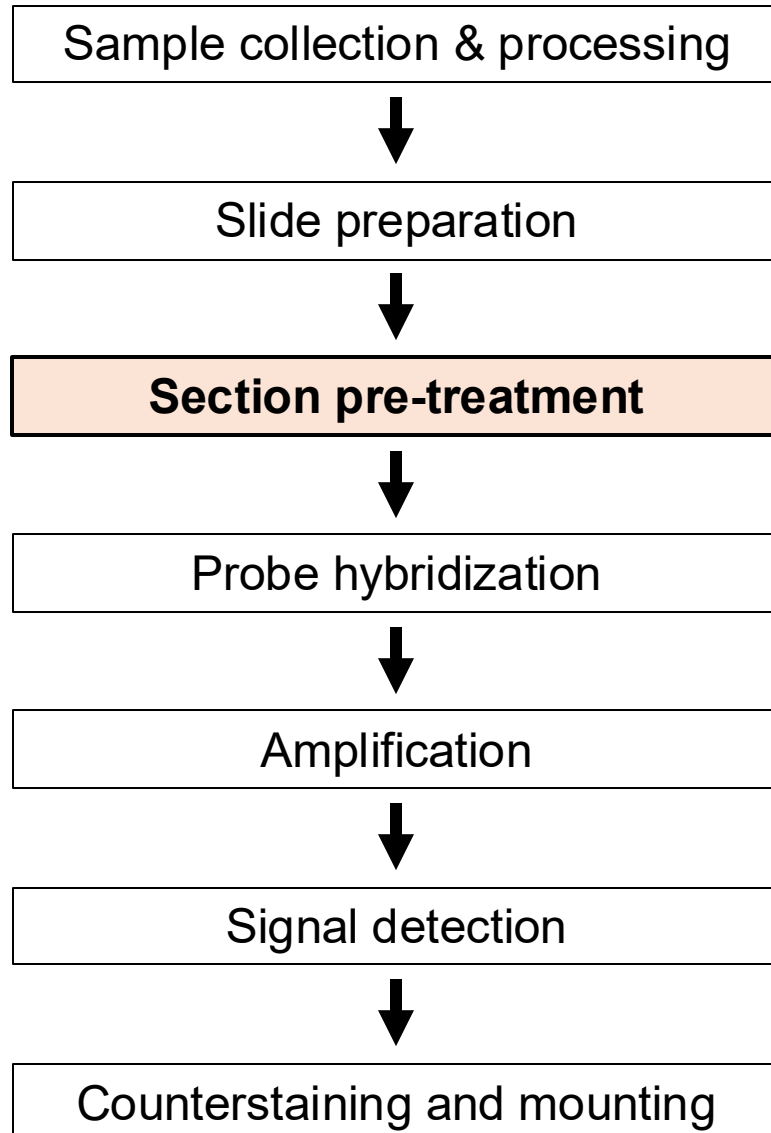 Sample collection & processing
Slide preparation
Section pre-treatment
Probe hybridization
Amplification
Signal detection
Counterstaining and mounting